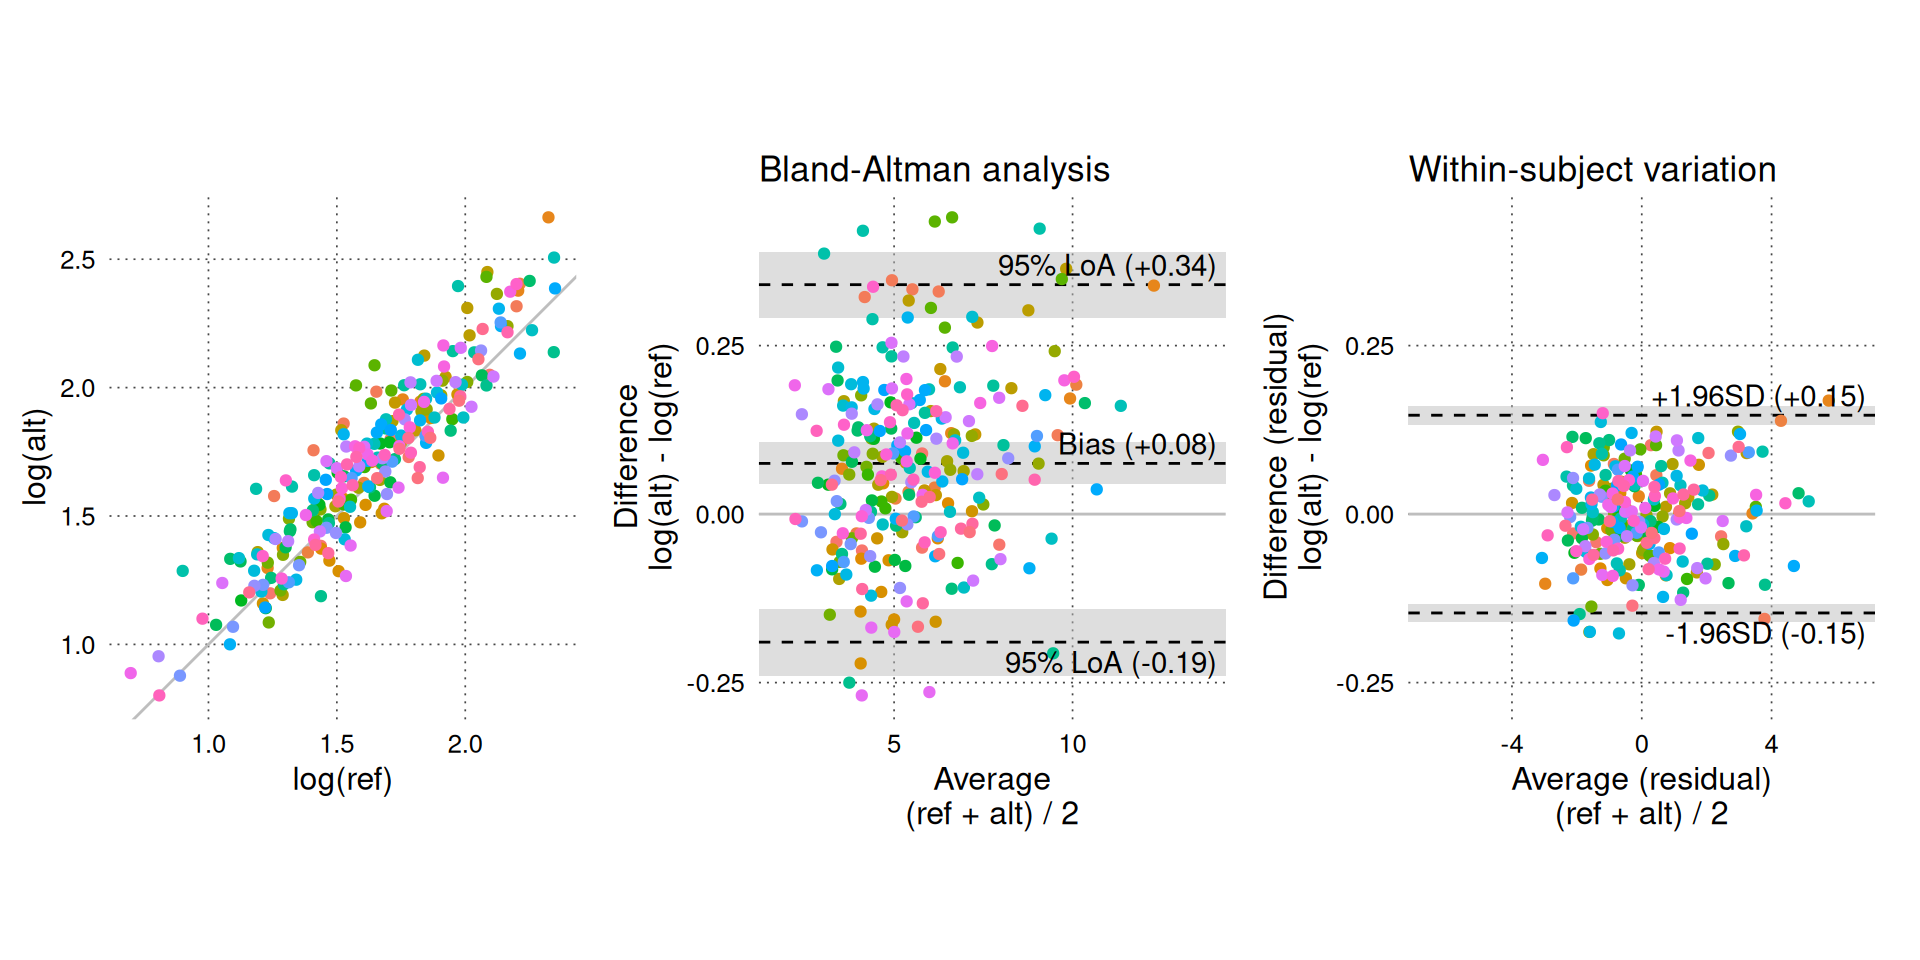 log(alt)
2.5
2.0
1.5
1.0
1.0 1.5 2.0
log(ref)
Bland-Altman analysis
Difference
log(alt) - log(ref)
0.25
0.00
-0.25
95% LoA (+0.34)
Bias (+0.08)
95% LoA (-0.19)
5 10
Average
(ref + alt) / 2
Within-subject variation
Difference (residual)
log(alt) - log(ref)
0.25
0.00
-0.25
+1.96SD (+0.15)
-1.96SD (-0.15)
-4 0 4
Average (residual)
(ref + alt) / 2